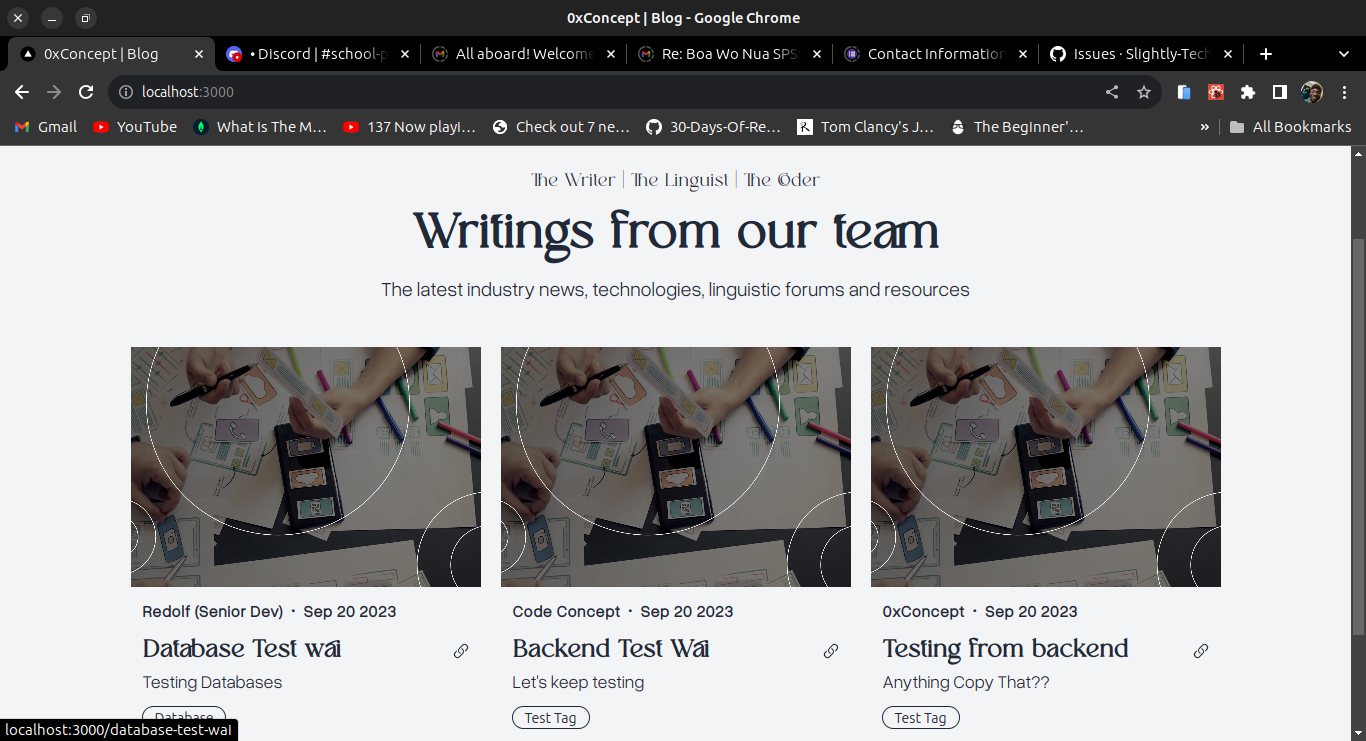 0xConcept | Blog - Google Chrome
0xConcept | Blog
• Discord | #school-p
All aboard! Welcome
Re: Boa Wo Nua SPS
Contact Information
Issues · Slightly-Tech
localhost:3000
Gmail
YouTube
What Is The M...
137 Now playi...
Check out 7 ne...
30-Days-Of-Re...
Tom Clancy's J...
The Beginner'...
»
All Bookmarks
The Writer | The Linguist | The Coder
Writings from our team
The latest industry news, technologies, linguistic forums and resources
Redolf (Senior Dev) · Sep 20 2023
Database Test wai
Testing Databases
Database
Code Concept · Sep 20 2023
Backend Test Wai
Let's keep testing
Test Tag
0xConcept · Sep 20 2023
Testing from backend
Anything Copy That??
Test Tag
localhost:3000/database-test-wai